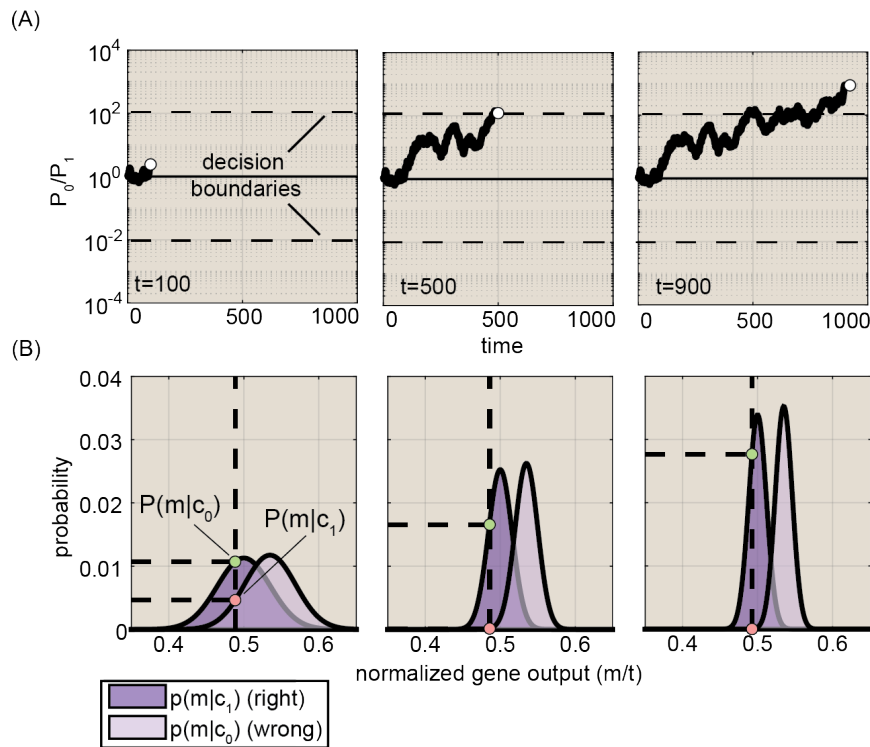 (A)
10^4
10^2
10^0
10^-2
10^-4
P_0/P_1
decision
boundaries
t=100
t=500
t=900
0 500 1000
0 500 1000
0 500 1000
time
(B)
0.04
0.03
0.02
0.01
0
probability
P(m|c_0)
P(m|c_1)
0.4 0.5 0.6
0.4 0.5 0.6
0.4 0.5 0.6
normalized gene output (m/t)
p(m|c_1) (right)
p(m|c_0) (wrong)